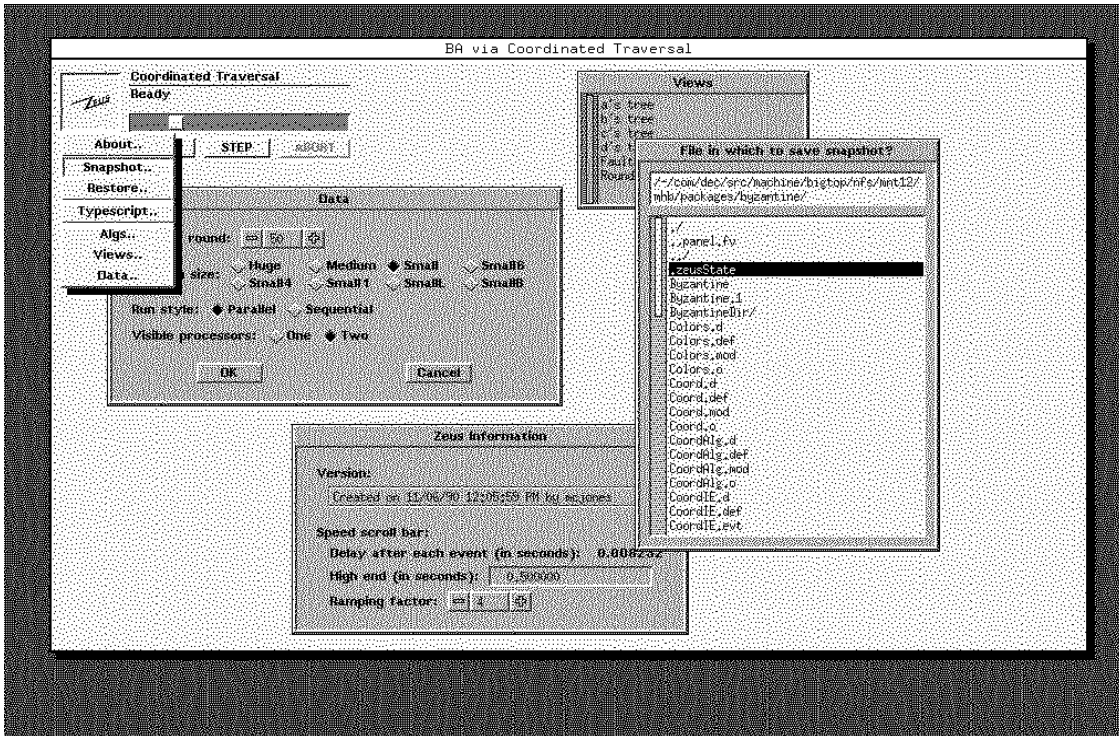 BA via Coordinated Traversal
Zeus
Coordinated Traversal
Ready
STEP
ABORT
About..
Snapshot..
Restore..
Typescript..
Algs..
Views..
Data..
Data
round: 50
size: Huge Medium Small Small6
Small4 Small1 SmallL Small8
Run style: Parallel Sequential
Visible processors: One Two
OK Cancel
Zeus Information
Version:
Created on 11/06/90 12:05:59 PM by mcjones
Speed scroll bar:
Delay after each event (in seconds): 0.008232
High end (in seconds): 0.500000
Ramping factor: 4
Views
a's tree
b's tree
c's tree
d's t
Fault
Round
File in which to save snapshot?
/-/com/dec/src/machine/bigtop/nfs/mnt12/
mhb/packages/byzantine/
./
..panel.fv
../
.zeusState
Byzantine
Byzantine.1
ByzantineDir/
Colors.d
Colors.def
Colors.mod
Colors.o
Coord.d
Coord.def
Coord.mod
Coord.o
CoordAlg.d
CoordAlg.def
CoordAlg.mod
CoordAlg.o
CoordIE.d
CoordIE.def
CoordIE.evt